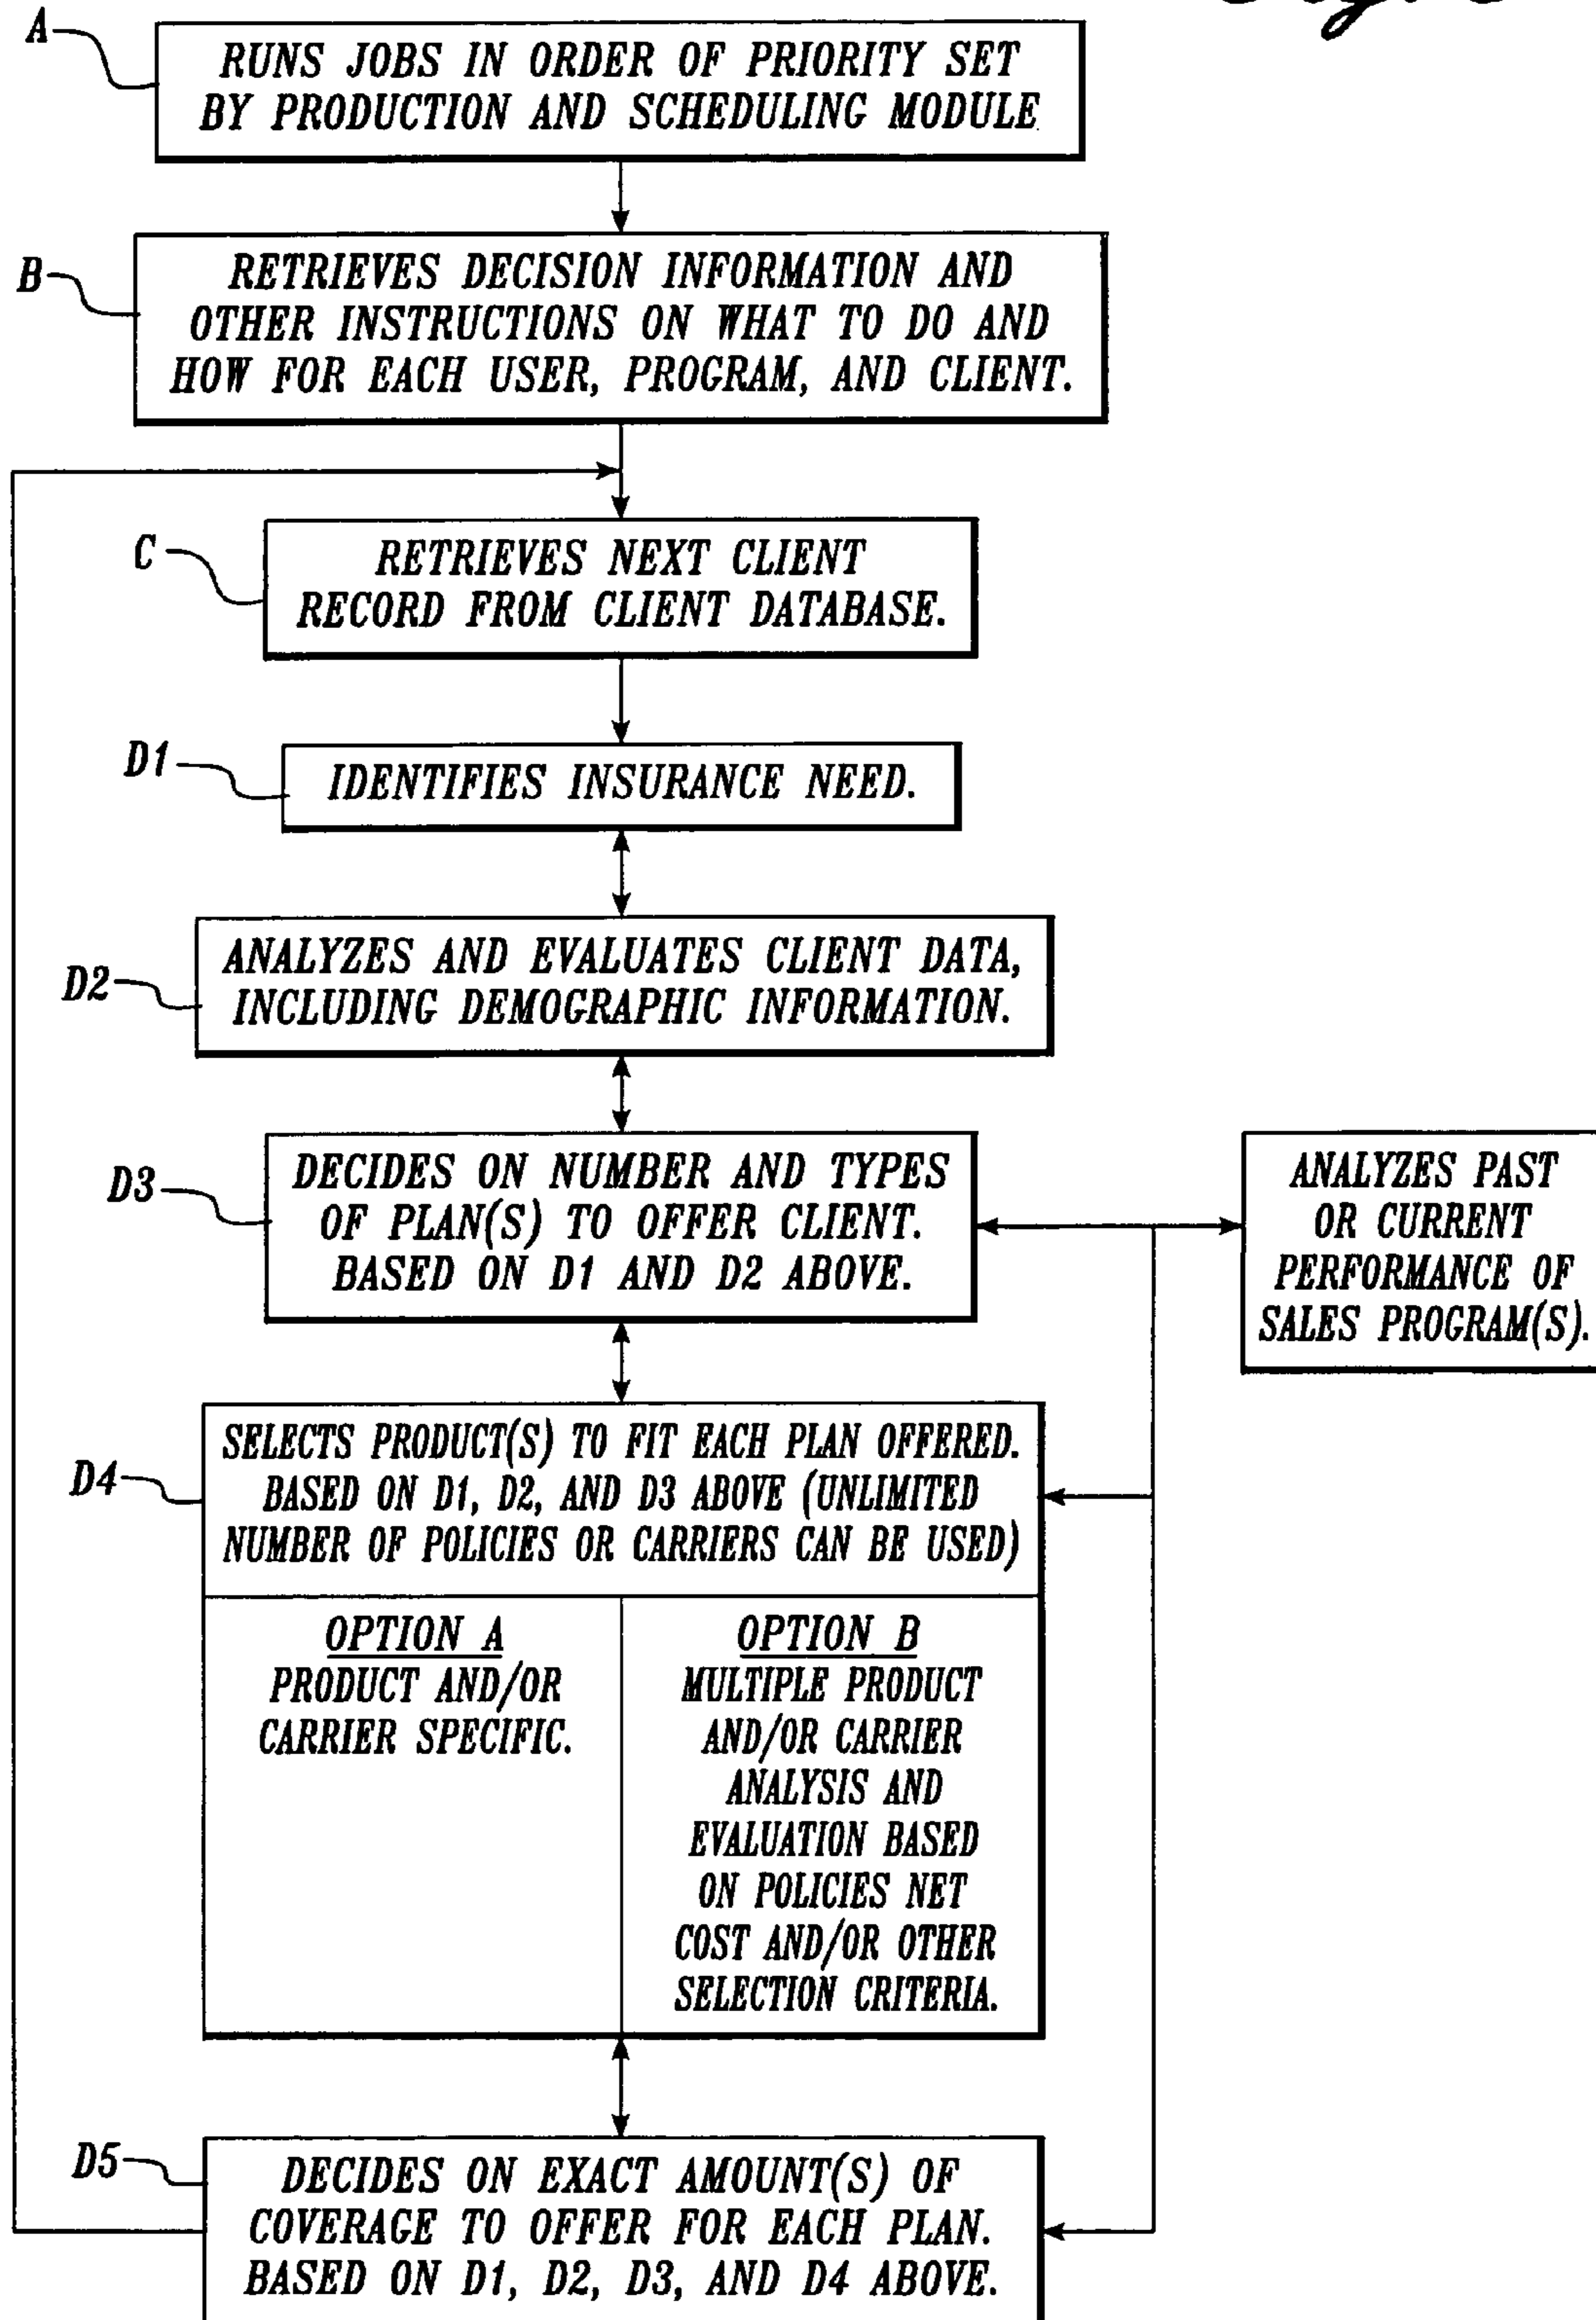 A
RUNS JOBS IN ORDER OF PRIORITY SET
BY PRODUCTION AND SCHEDULING MODULE
B
RETRIEVES DECISION INFORMATION AND
OTHER INSTRUCTIONS ON WHAT TO DO AND
HOW FOR EACH USER, PROGRAM, AND CLIENT.
C
RETRIEVES NEXT CLIENT
RECORD FROM CLIENT DATABASE.
D1
IDENTIFIES INSURANCE NEED.
D2
ANALYZES AND EVALUATES CLIENT DATA,
INCLUDING DEMOGRAPHIC INFORMATION.
D3
DECIDES ON NUMBER AND TYPES
OF PLAN(S) TO OFFER CLIENT.
BASED ON D1 AND D2 ABOVE.
ANALYZES PAST
OR CURRENT
PERFORMANCE OF
SALES PROGRAM(S).
D4
SELECTS PRODUCT(S) TO FIT EACH PLAN OFFERED.
BASED ON D1, D2, AND D3 ABOVE (UNLIMITED
NUMBER OF POLICIES OR CARRIERS CAN BE USED)
OPTION A
PRODUCT AND/OR
CARRIER SPECIFIC.
OPTION B
MULTIPLE PRODUCT
AND/OR CARRIER
ANALYSIS AND
EVALUATION BASED
ON POLICIES NET
COST AND/OR OTHER
SELECTION CRITERIA.
D5
DECIDES ON EXACT AMOUNT(S) OF
COVERAGE TO OFFER FOR EACH PLAN.
BASED ON D1, D2, D3, AND D4 ABOVE.